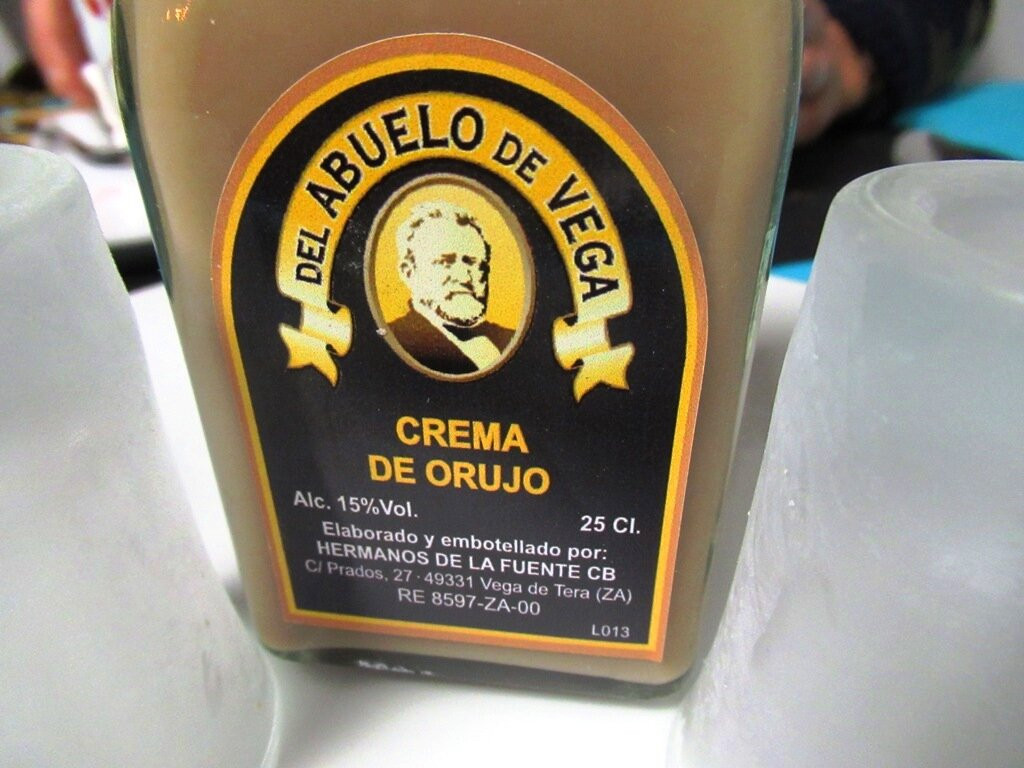 DEL ABUELO DE VEGA
CREMA
DE ORUJO
Alc. 15%Vol.
25 Cl.
Elaborado y embotellado por:
HERMANOS DE LA FUENTE CB
C/ Prados, 27 · 49331 Vega de Tera (ZA)
RE 8597-ZA-00
L013